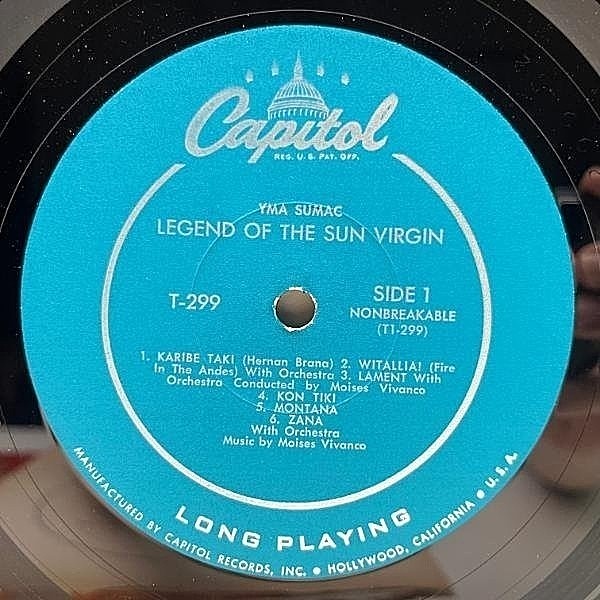 Capitol
REG. U. S. PAT. OFF.
YMA SUMAC
LEGEND OF THE SUN VIRGIN
T-299
SIDE 1
NONBREAKABLE
(T1-299)
1. KARIBE TAKI (Hernan Brana) 2. WITALLIA! (Fire
In The Andes) With Orchestra 3. LAMENT With
Orchestra Conducted by Moises Vivanco
4. KON TIKI
5. MONTANA
6. ZANA
With Orchestra
Music by Moises Vivanco
LONG PLAYING
MANUFACTURED BY CAPITOL RECORDS, INC. • HOLLYWOOD, CALIFORNIA • U.S.A.